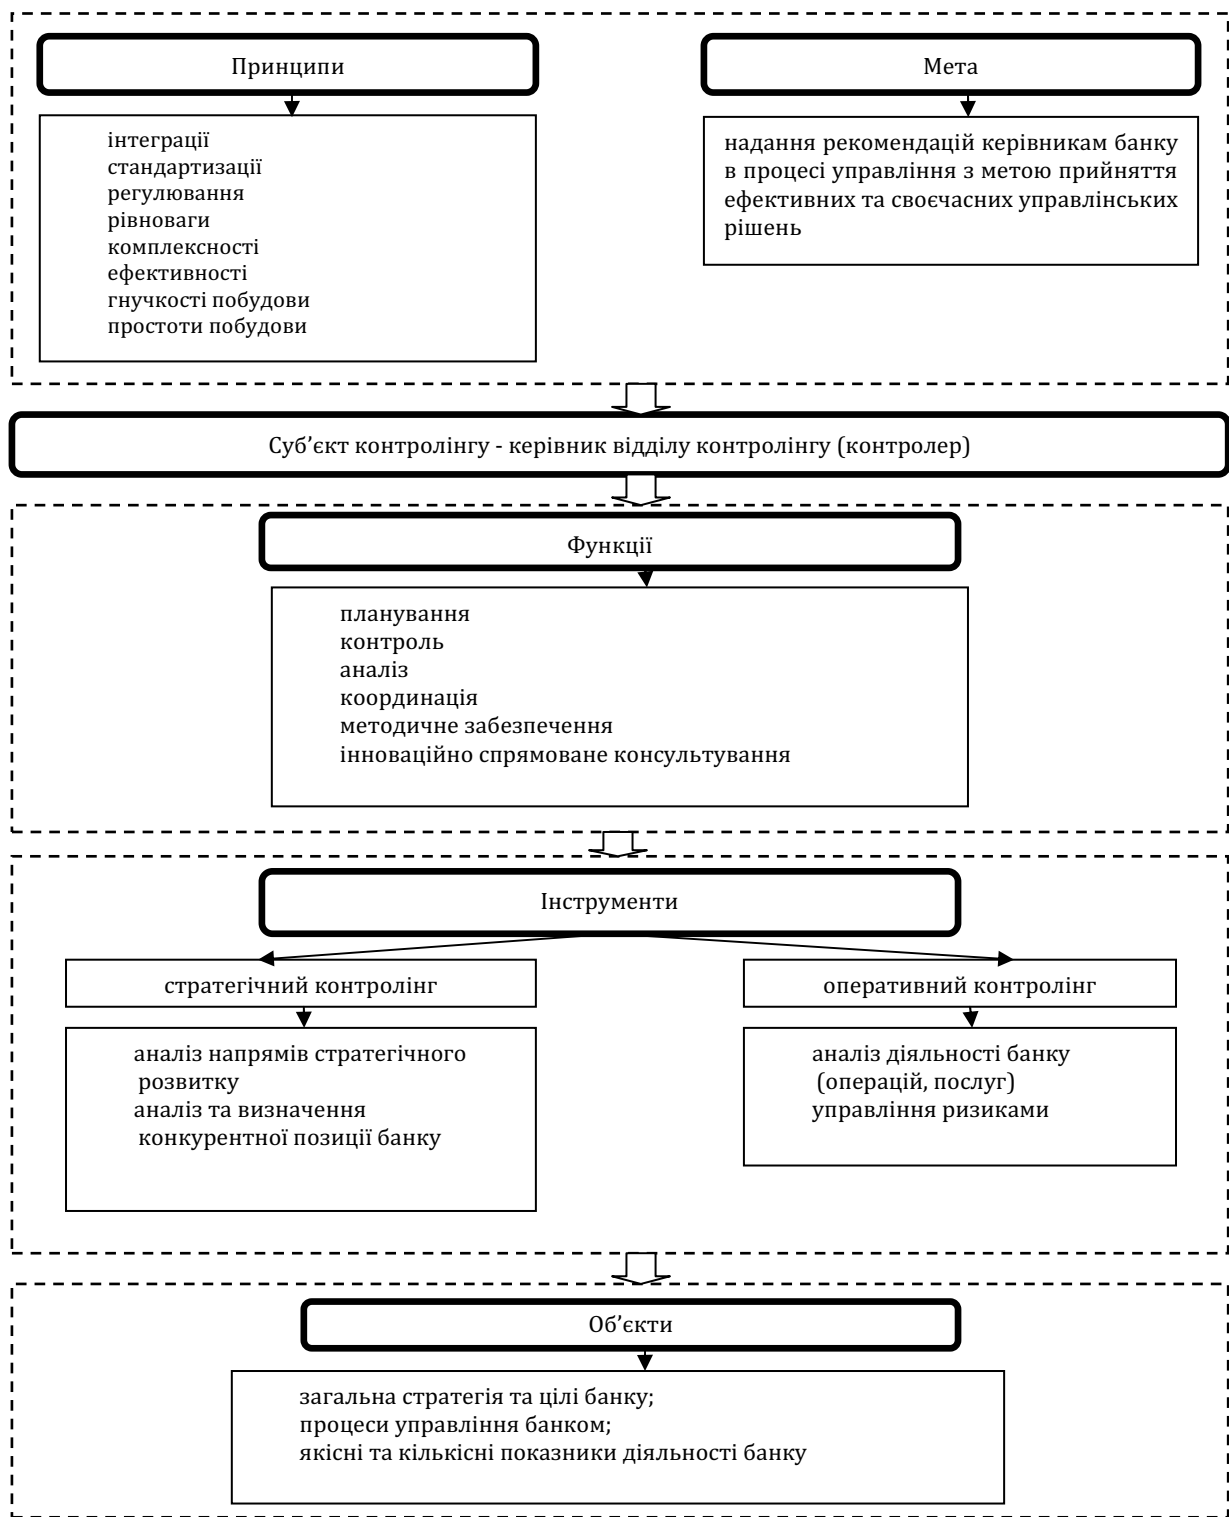 Принципи
інтеграції
стандартизації
регулювання
рівноваги
комплексності
ефективності
гнучкості побудови
простоти побудови
Мета
надання рекомендацій керівникам банку
в процесі управління з метою прийняття
ефективних та своєчасних управлінських
рішень
Суб’єкт контролінгу - керівник відділу контролінгу (контролер)
Функції
планування
контроль
аналіз
координація
методичне забезпечення
інноваційно спрямоване консультування
Інструменти
стратегічний контролінг
аналіз напрямів стратегічного
розвитку
аналіз та визначення
конкурентної позиції банку
оперативний контролінг
аналіз діяльності банку
(операцій, послуг)
управління ризиками
Об’єкти
загальна стратегія та цілі банку;
процеси управління банком;
якісні та кількісні показники діяльності банку